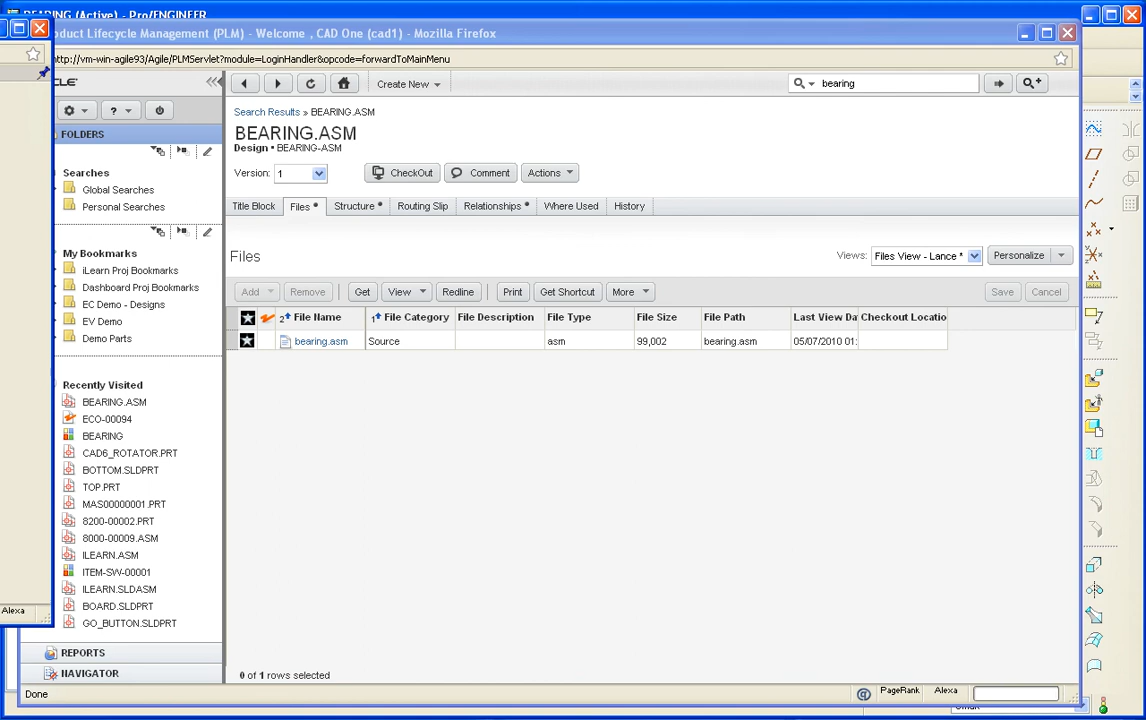 BEARING (Active) - Pro/ENGINEER
oduct Lifecycle Management (PLM) - Welcome , CAD One (cad1) - Mozilla Firefox
http://vm-win-agile93/Agile/PLMServlet?module=LoginHandler&opcode=forwardToMainMenu
CLE
Create New
bearing
?
FOLDERS
Searches
Global Searches
Personal Searches
My Bookmarks
iLearn Proj Bookmarks
Dashboard Proj Bookmarks
EC Demo - Designs
EV Demo
Demo Parts
Recently Visited
BEARING.ASM
ECO-00094
BEARING
CAD6_ROTATOR.PRT
BOTTOM.SLDPRT
TOP.PRT
MAS00000001.PRT
8200-00002.PRT
8000-00009.ASM
ILEARN.ASM
ITEM-SW-00001
ILEARN.SLDASM
BOARD.SLDPRT
GO_BUTTON.SLDPRT
REPORTS
NAVIGATOR
Search Results » BEARING.ASM
BEARING.ASM
Design • BEARING-ASM
Version: 1 CheckOut Comment Actions
Title Block Files • Structure • Routing Slip Relationships • Where Used History
Files Views: Files View - Lance * Personalize
Add Remove Get View Redline Print Get Shortcut More Save Cancel
2 File Name 1 File Category File Description File Type File Size File Path Last View Da Checkout Locatio
bearing.asm Source asm 99,002 bearing.asm 05/07/2010 01:
0 of 1 rows selected
Done PageRank Alexa
Alexa